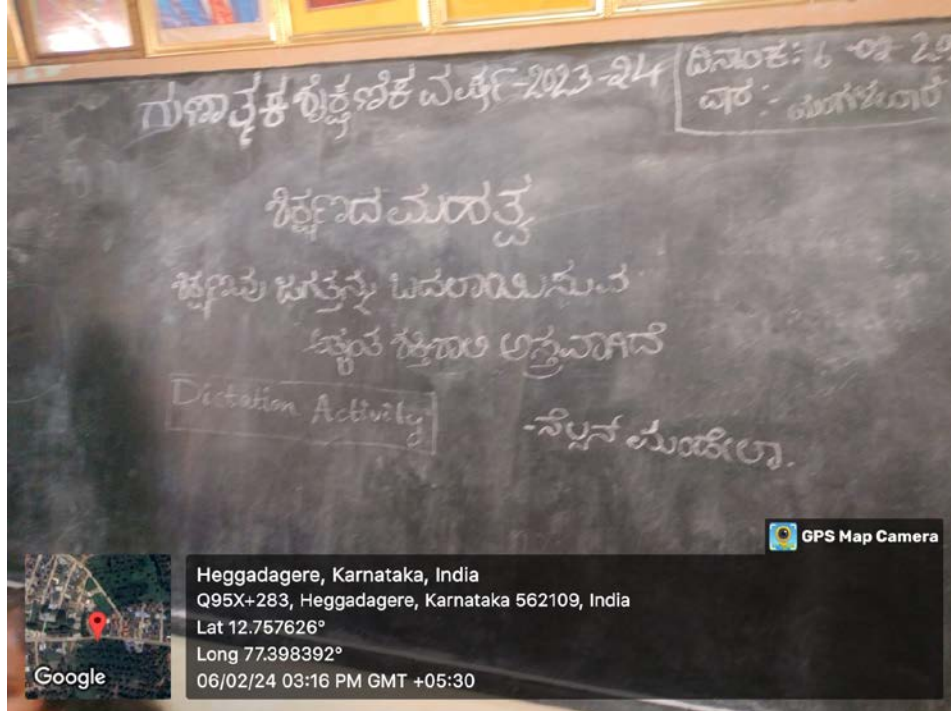 ಗುಣಾತ್ಮಕ ಶೈಕ್ಷಣಿಕ ವರ್ಷ-2023-24
ದಿನಾಂಕ: 6-02-24
ವಾರ :- ಮಂಗಳವಾರ
ಶಿಕ್ಷಣದ ಮಹತ್ವ
ಶಿಕ್ಷಣವು ಜಗತ್ತನ್ನು ಬದಲಾಯಿಸುವ
ಅತ್ಯಂತ ಶಕ್ತಿಶಾಲಿ ಅಸ್ತ್ರವಾಗಿದೆ
Dictation Activity
-ನೆಲ್ಸನ್ ಮಂಡೇಲಾ.
GPS Map Camera
Heggadagere, Karnataka, India
Q95X+283, Heggadagere, Karnataka 562109, India
Lat 12.757626°
Long 77.398392°
06/02/24 03:16 PM GMT +05:30
Google